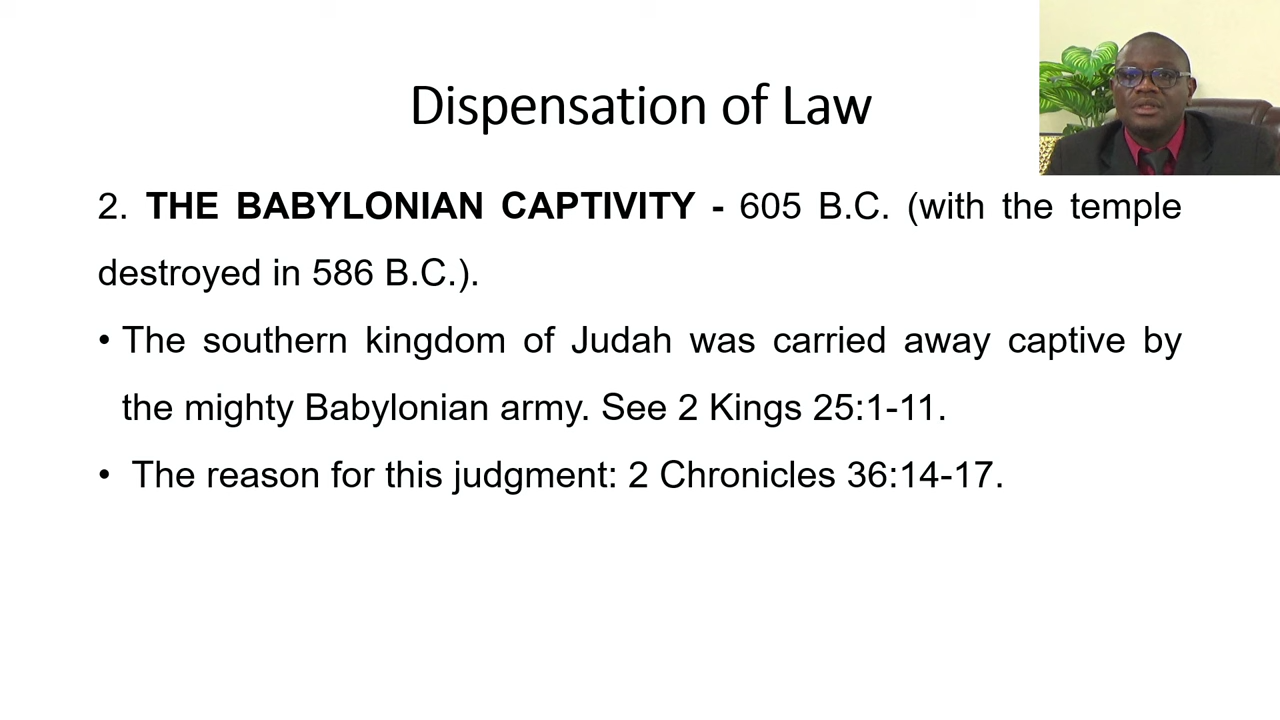 Dispensation of Law
2. THE BABYLONIAN CAPTIVITY - 605 B.C. (with the temple
destroyed in 586 B.C.).
• The southern kingdom of Judah was carried away captive by
the mighty Babylonian army. See 2 Kings 25:1-11.
• The reason for this judgment: 2 Chronicles 36:14-17.